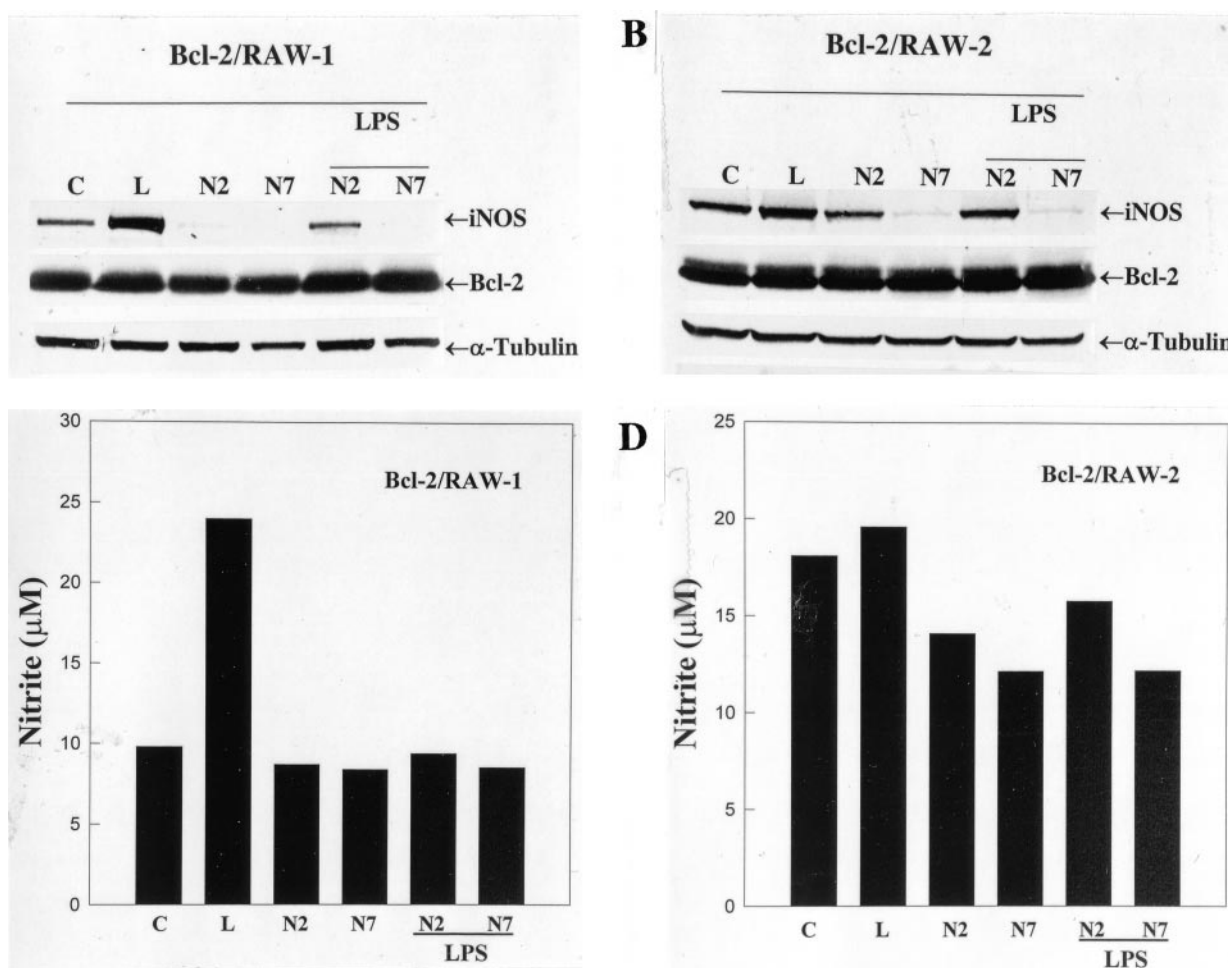 Bcl-2/RAW-1
LPS
C L N2 N7 N2 N7
←iNOS
←Bcl-2
←α-Tubulin
B
Bcl-2/RAW-2
LPS
C L N2 N7 N2 N7
←iNOS
←Bcl-2
←α-Tubulin
Bcl-2/RAW-1
Nitrite (μM)
30
25
20
15
10
5
0
C L N2 N7 N2 N7
LPS
D
Bcl-2/RAW-2
Nitrite (μM)
25
20
15
10
5
0
C L N2 N7 N2 N7
LPS